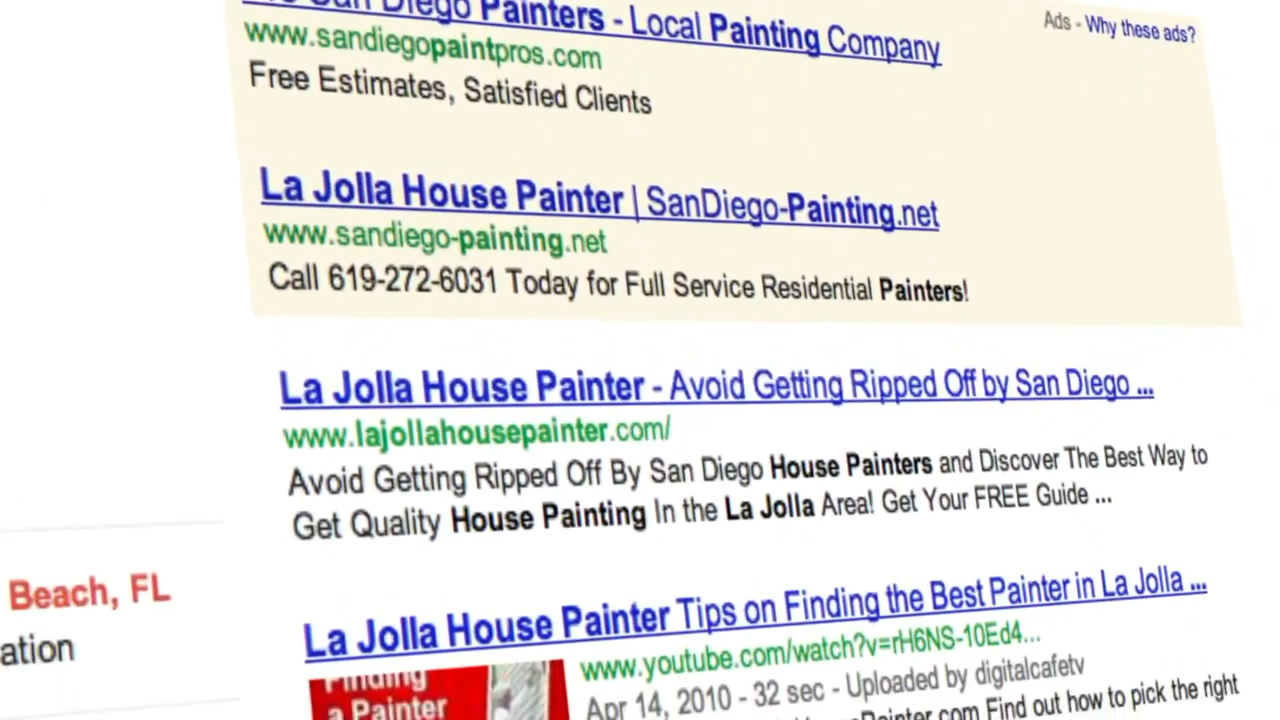 San Diego Painters - Local Painting Company
Ads - Why these ads?
www.sandiegopaintpros.com
Free Estimates, Satisfied Clients
La Jolla House Painter | SanDiego-Painting.net
www.sandiego-painting.net
Call 619-272-6031 Today for Full Service Residential Painters!
La Jolla House Painter - Avoid Getting Ripped Off by San Diego ...
www.lajollahousepainter.com/
Avoid Getting Ripped Off By San Diego House Painters and Discover The Best Way to
Get Quality House Painting In the La Jolla Area! Get Your FREE Guide ...
Beach, FL
ation
La Jolla House Painter Tips on Finding the Best Painter in La Jolla ...
www.youtube.com/watch?v=rH6NS-10Ed4...
Apr 14, 2010 - 32 sec - Uploaded by digitalcafetv
Painter.com Find out how to pick the right
Finding
a Painter